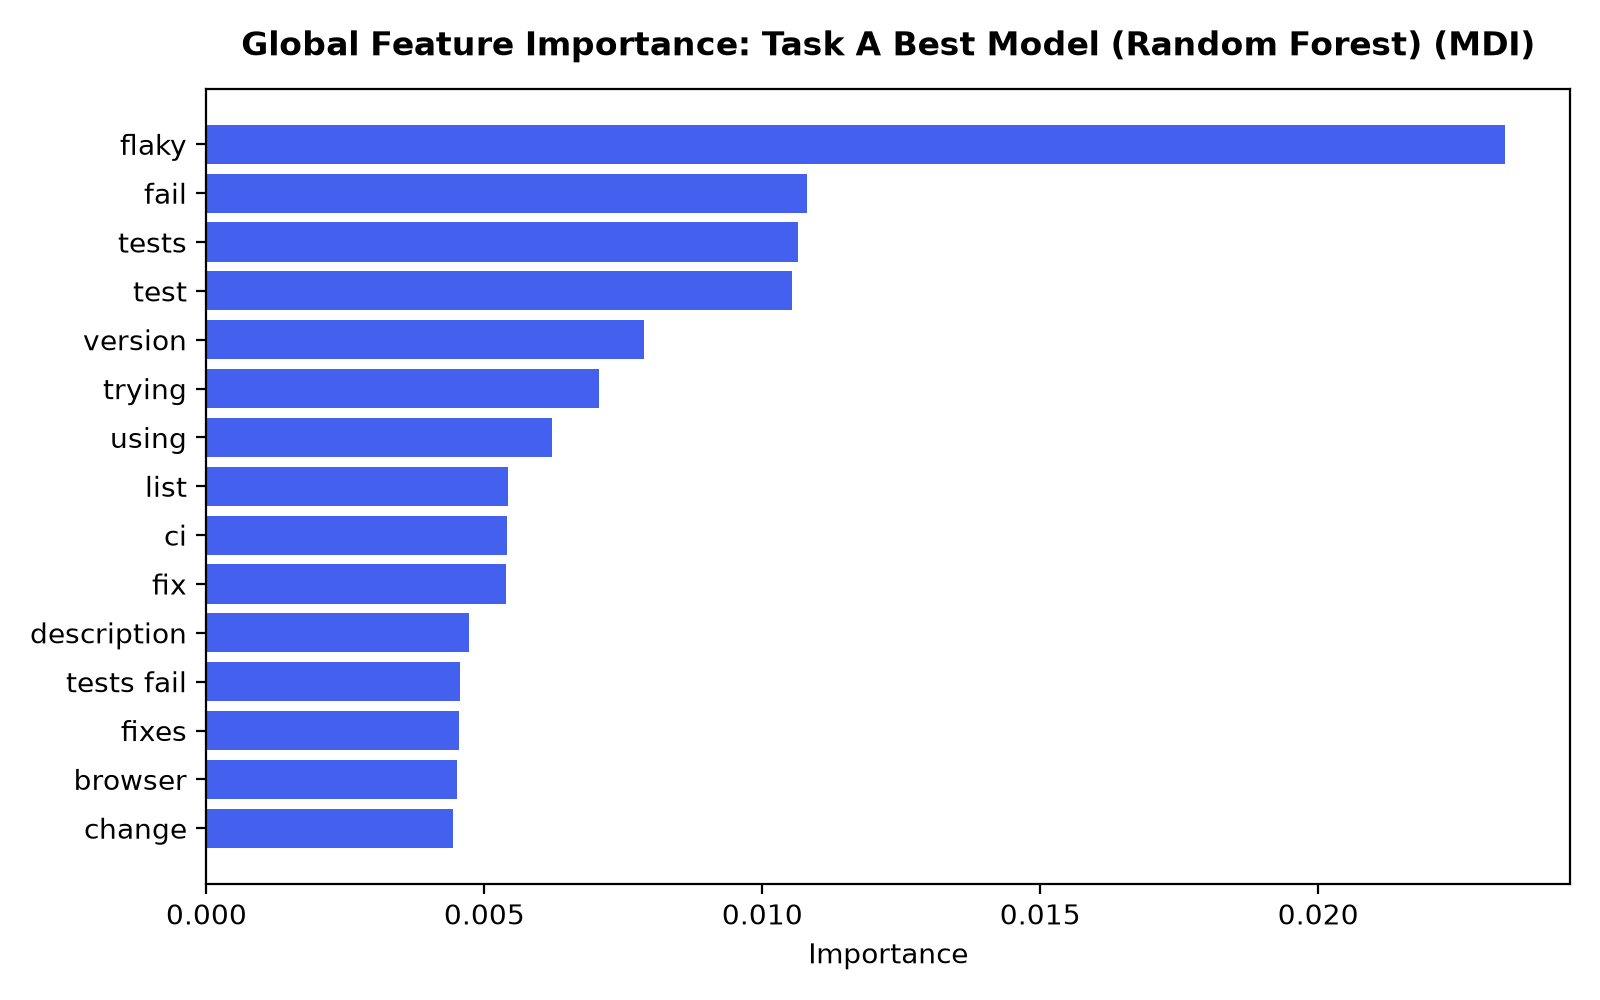 Global Feature Importance: Task A Best Model (Random Forest) (MDI)
flaky
fail
tests
test
version
trying
using
list
ci
fix
description
tests fail
fixes
browser
change
0.000 0.005 0.010 0.015 0.020
Importance